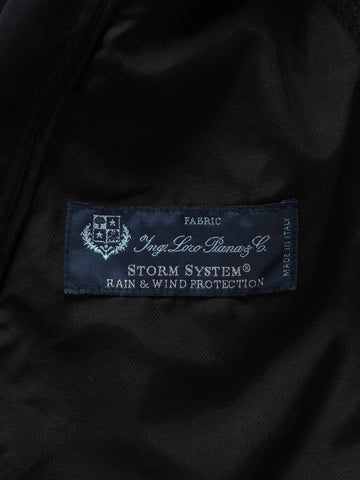 FABRIC
Ing. Loro Piana & C.
STORM SYSTEM®
RAIN & WIND PROTECTION
MADE IN ITALY